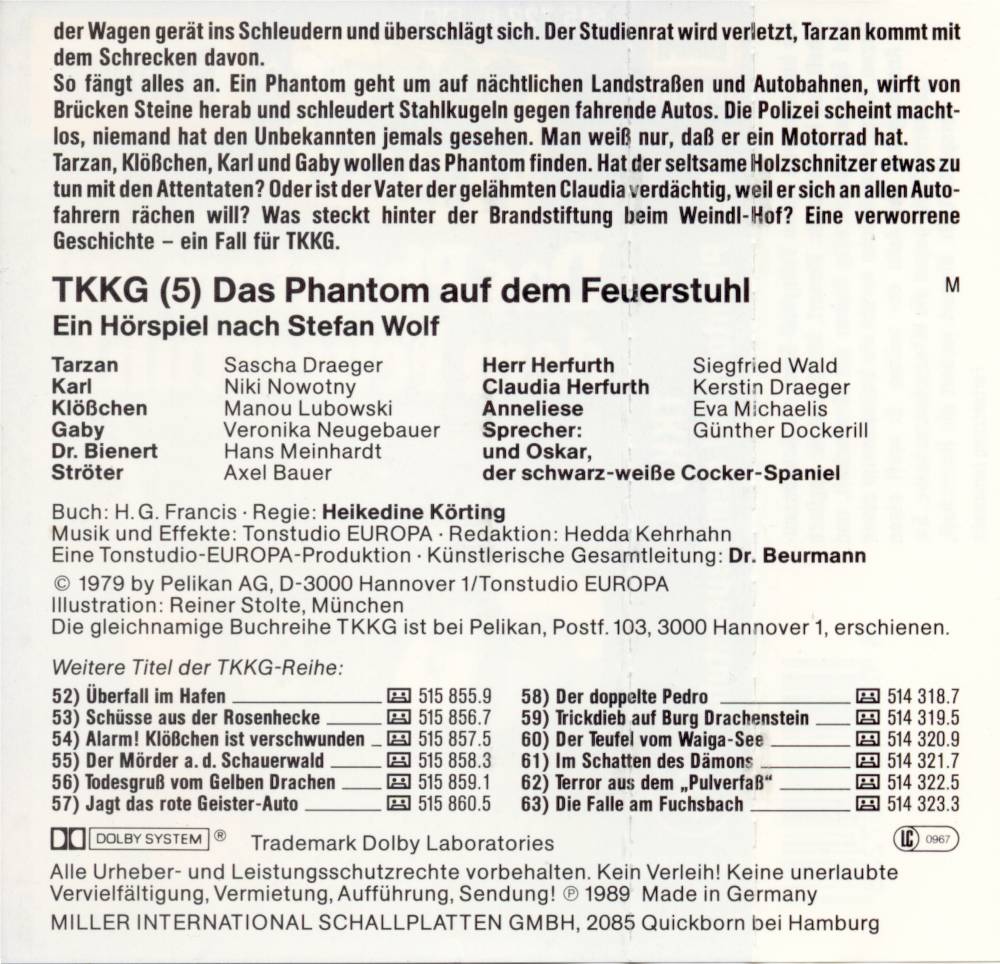 der Wagen gerät ins Schleudern und überschlägt sich. Der Studienrat wird verletzt, Tarzan kommt mit
dem Schrecken davon.
So fängt alles an. Ein Phantom geht um auf nächtlichen Landstraßen und Autobahnen, wirft von
Brücken Steine herab und schleudert Stahlkugeln gegen fahrende Autos. Die Polizei scheint macht-
los, niemand hat den Unbekannten jemals gesehen. Man weiß nur, daß er ein Motorrad hat.
Tarzan, Klößchen, Karl und Gaby wollen das Phantom finden. Hat der seltsame Holzschnitzer etwas zu
tun mit den Attentaten? Oder ist der Vater der gelähmten Claudia verdächtig, weil er sich an allen Auto-
fahrern rächen will? Was steckt hinter der Brandstiftung beim Weindl-Hof? Eine verworrene
Geschichte – ein Fall für TKKG.
TKKG (5) Das Phantom auf dem Feuerstuhl M
Ein Hörspiel nach Stefan Wolf
Tarzan Sascha Draeger Herr Herfurth Siegfried Wald
Karl Niki Nowotny Claudia Herfurth Kerstin Draeger
Klößchen Manou Lubowski Anneliese Eva Michaelis
Gaby Veronika Neugebauer Sprecher: Günther Dockerill
Dr. Bienert Hans Meinhardt und Oskar,
Ströter Axel Bauer der schwarz-weiße Cocker-Spaniel
Buch: H. G. Francis · Regie: Heikedine Körting
Musik und Effekte: Tonstudio EUROPA · Redaktion: Hedda Kehrhahn
Eine Tonstudio-EUROPA-Produktion · Künstlerische Gesamtleitung: Dr. Beurmann
© 1979 by Pelikan AG, D-3000 Hannover 1/Tonstudio EUROPA
Illustration: Reiner Stolte, München
Die gleichnamige Buchreihe TKKG ist bei Pelikan, Postf. 103, 3000 Hannover 1, erschienen.
Weitere Titel der TKKG-Reihe:
52) Überfall im Hafen 515 855.9 58) Der doppelte Pedro 514 318.7
53) Schüsse aus der Rosenhecke 515 856.7 59) Trickdieb auf Burg Drachenstein 514 319.5
54) Alarm! Klößchen ist verschwunden 515 857.5 60) Der Teufel vom Waiga-See 514 320.9
55) Der Mörder a. d. Schauerwald 515 858.3 61) Im Schatten des Dämons 514 321.7
56) Todesgruß vom Gelben Drachen 515 859.1 62) Terror aus dem „Pulverfaß“ 514 322.5
57) Jagt das rote Geister-Auto 515 860.5 63) Die Falle am Fuchsbach 514 323.3
DOLBY SYSTEM ® Trademark Dolby Laboratories LC 0967
Alle Urheber- und Leistungsschutzrechte vorbehalten. Kein Verleih! Keine unerlaubte
Vervielfältigung, Vermietung, Aufführung, Sendung! ℗ 1989 Made in Germany
MILLER INTERNATIONAL SCHALLPLATTEN GMBH, 2085 Quickborn bei Hamburg